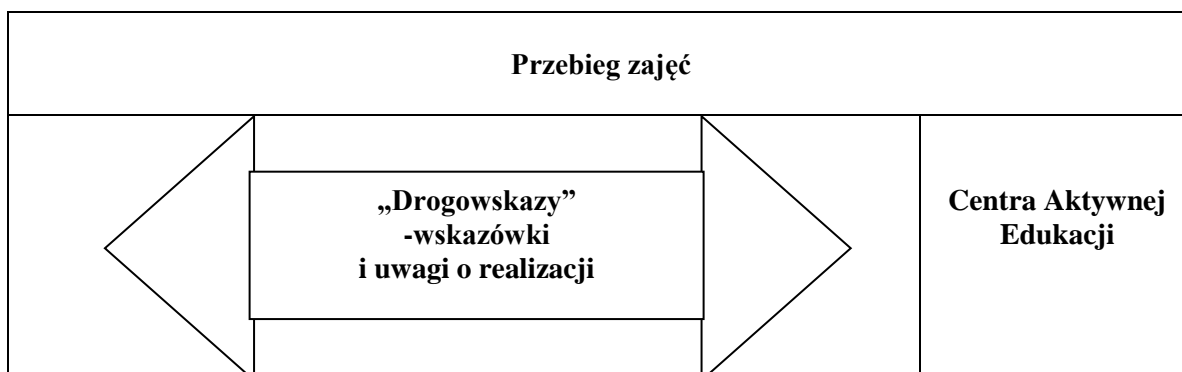 Przebieg zajęć
„Drogowskazy”
-wskazówki
i uwagi o realizacji
Centra Aktywnej
Edukacji